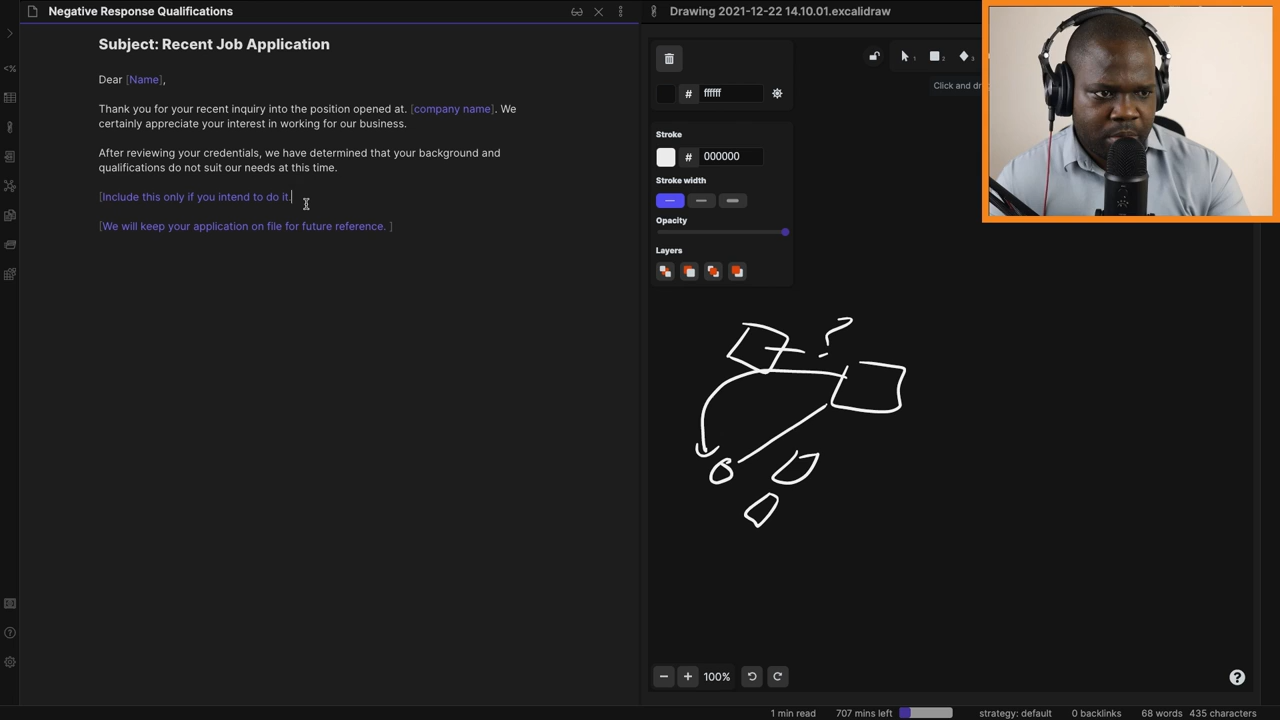 Negative Response Qualifications
Subject: Recent Job Application
Dear [Name],
Thank you for your recent inquiry into the position opened at. [company name]. We
certainly appreciate your interest in working for our business.
After reviewing your credentials, we have determined that your background and
qualifications do not suit our needs at this time.
[Include this only if you intend to do it.
[We will keep your application on file for future reference. ]
Drawing 2021-12-22 14.10.01.excalidraw
1 2 3
Click and dr
# ffffff
Stroke
# 000000
Stroke width
Opacity
Layers
?
100%
1 min read 707 mins left strategy: default 0 backlinks 68 words 435 characters